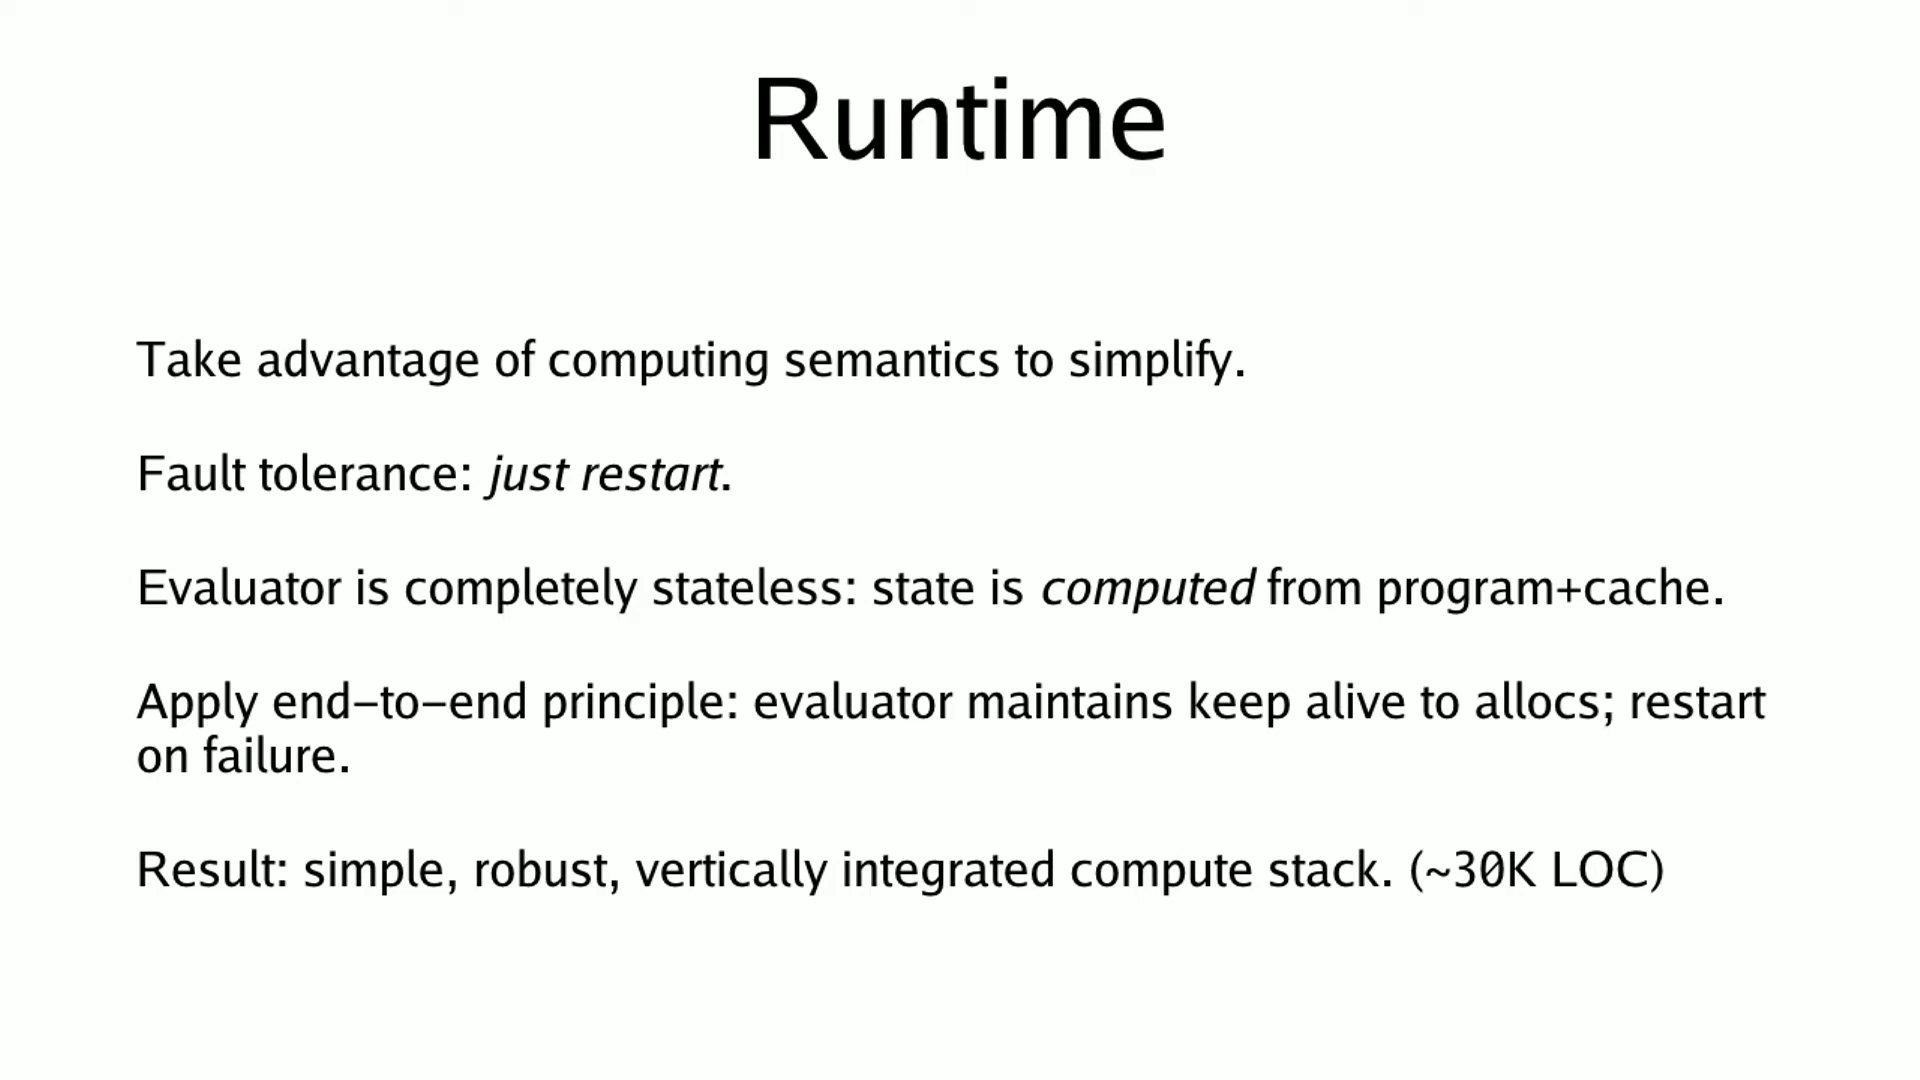 Runtime
Take advantage of computing semantics to simplify.
Fault tolerance: just restart.
Evaluator is completely stateless: state is computed from program+cache.
Apply end-to-end principle: evaluator maintains keep alive to allocs; restart
on failure.
Result: simple, robust, vertically integrated compute stack. (~30K LOC)